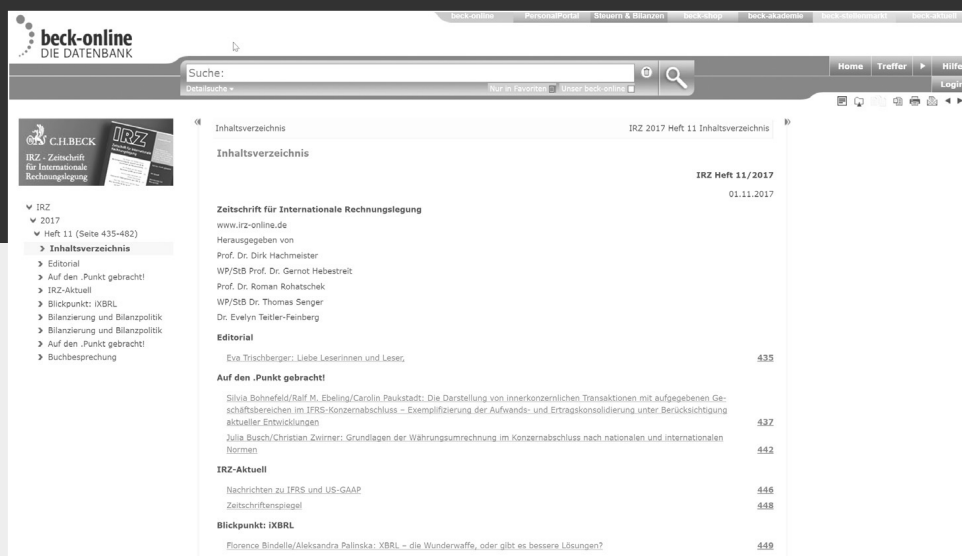 beck-online PersonalPortal Steuern & Bilanzen beck-shop beck-akademie beck-stellenmarkt beck-aktuell
beck-online
DIE DATENBANK
Suche:
Detailsuche
Nur in Favoriten Unser beck-online
Home Treffer Hilfe
Login
C.H.BECK
IRZ - Zeitschrift
für Internationale
Rechnungslegung
IRZ
IRZ
2017
Heft 11 (Seite 435-482)
Inhaltsverzeichnis
Editorial
Auf den .Punkt gebracht!
IRZ-Aktuell
Blickpunkt: iXBRL
Bilanzierung und Bilanzpolitik
Bilanzierung und Bilanzpolitik
Auf den .Punkt gebracht!
Buchbesprechung
Inhaltsverzeichnis IRZ 2017 Heft 11 Inhaltsverzeichnis
Inhaltsverzeichnis
IRZ Heft 11/2017
01.11.2017
Zeitschrift für Internationale Rechnungslegung
www.irz-online.de
Herausgegeben von
Prof. Dr. Dirk Hachmeister
WP/StB Prof. Dr. Gernot Hebestreit
Prof. Dr. Roman Rohatschek
WP/StB Dr. Thomas Senger
Dr. Evelyn Teitler-Feinberg
Editorial
Eva Trischberger: Liebe Leserinnen und Leser, 435
Auf den .Punkt gebracht!
Silvia Bohnefeld/Ralf M. Ebeling/Carolin Paukstadt: Die Darstellung von innerkonzernlichen Transaktionen mit aufgegebenen Ge-
schäftsbereichen im IFRS-Konzernabschluss – Exemplifizierung der Aufwands- und Ertragskonsolidierung unter Berücksichtigung
aktueller Entwicklungen 437
Julia Busch/Christian Zwirner: Grundlagen der Währungsumrechnung im Konzernabschluss nach nationalen und internationalen
Normen 442
IRZ-Aktuell
Nachrichten zu IFRS und US-GAAP 446
Zeitschriftenspiegel 448
Blickpunkt: iXBRL
Florence Bindelle/Aleksandra Palinska: XBRL – die Wunderwaffe, oder gibt es bessere Lösungen? 449